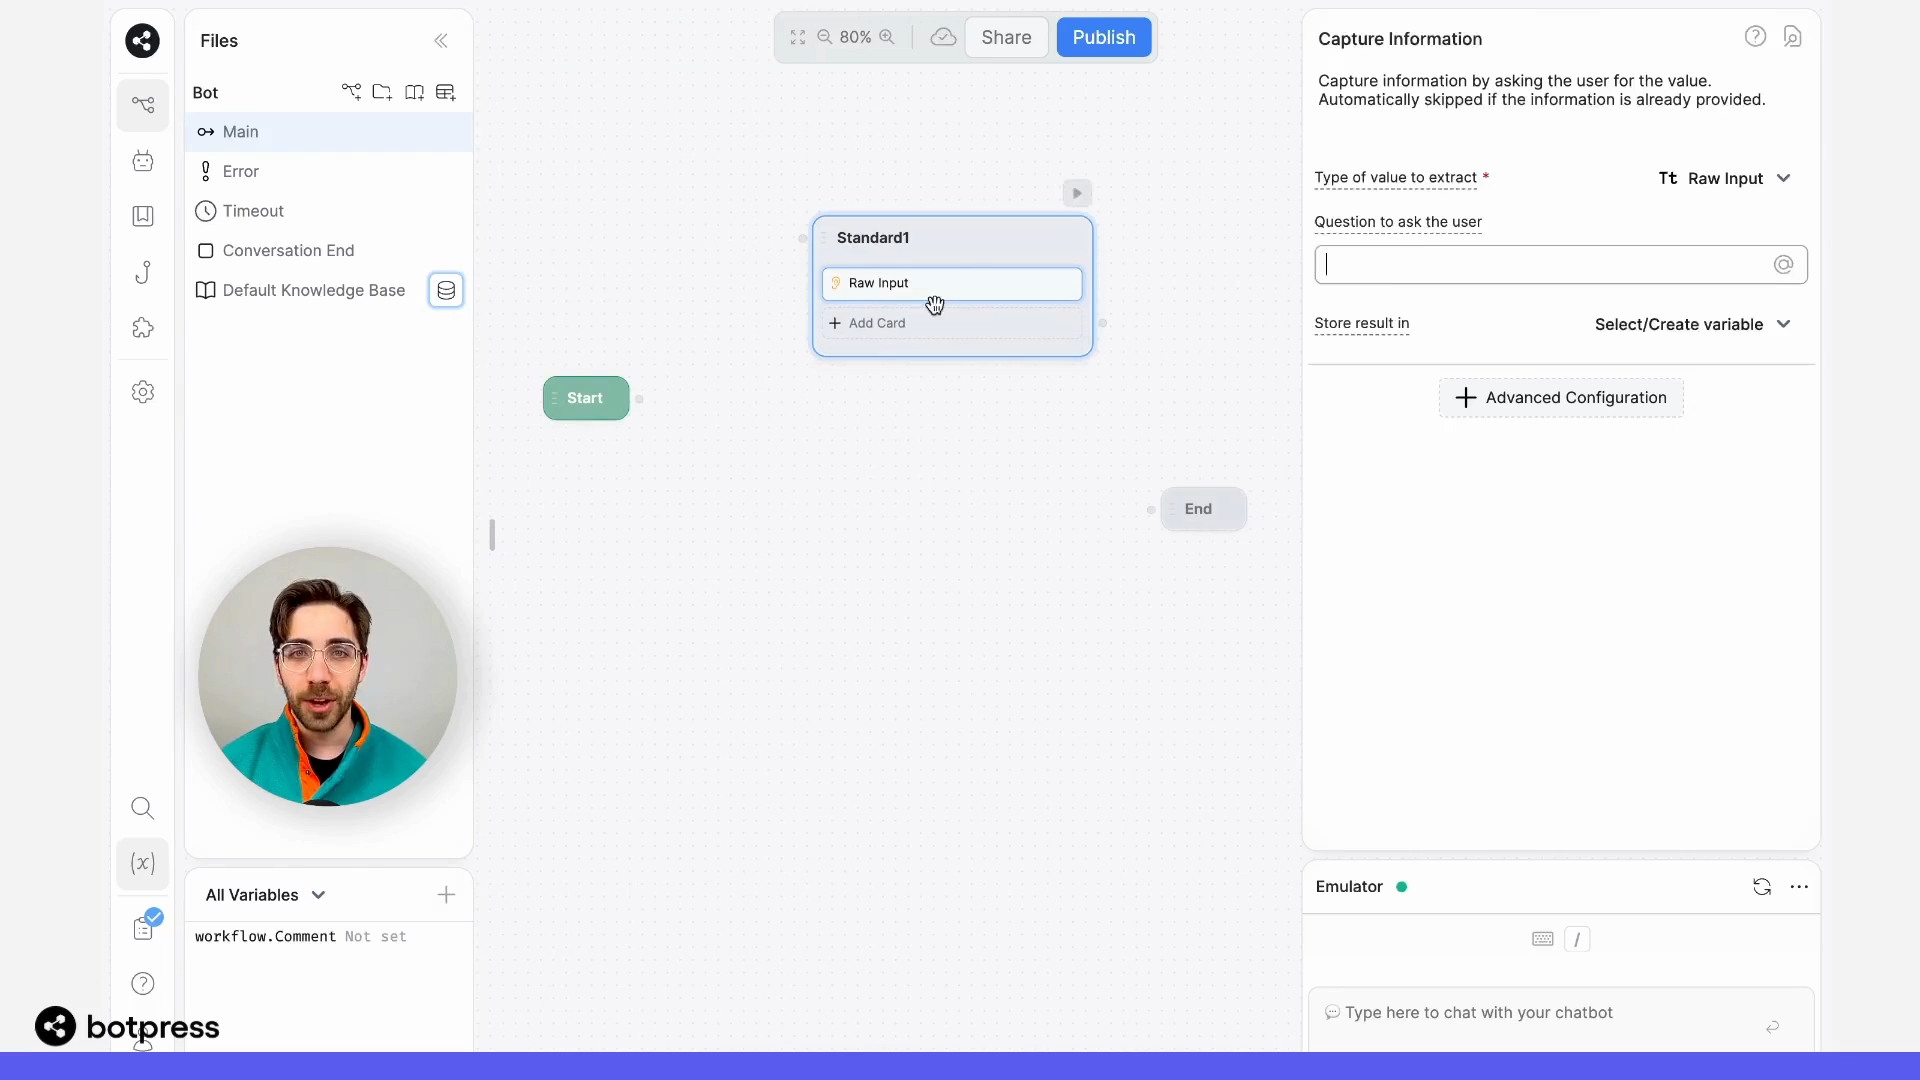 Files
Bot
Main
Error
Timeout
Conversation End
Default Knowledge Base
(x)
All Variables
workflow.Comment Not set
botpress
80%
Share
Publish
Standard1
Raw Input
+ Add Card
Start
End
Capture Information
Capture information by asking the user for the value.
Automatically skipped if the information is already provided.
Type of value to extract *
Tt Raw Input
Question to ask the user
@
Store result in
Select/Create variable
+ Advanced Configuration
Emulator
/
Type here to chat with your chatbot